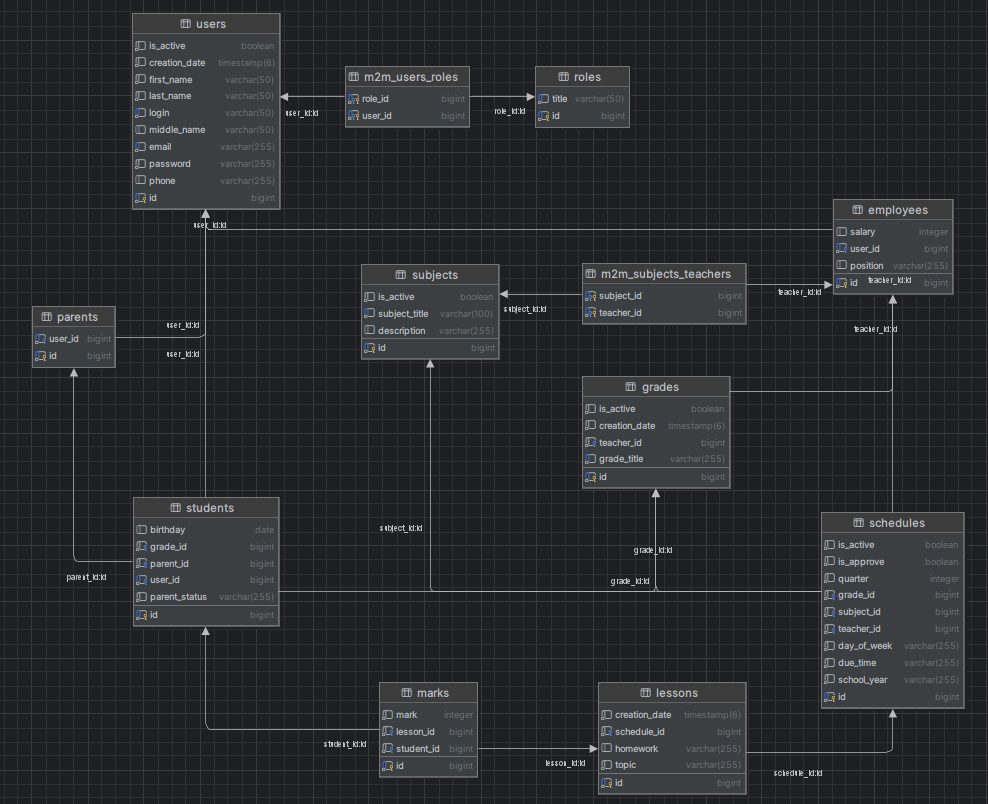 users
is_active boolean
creation_date timestamp(6)
first_name varchar(50)
last_name varchar(50)
login varchar(50)
middle_name varchar(50)
email varchar(255)
password varchar(255)
phone varchar(255)
id bigint
m2m_users_roles
role_id bigint
user_id bigint
roles
title varchar(50)
id bigint
user_id:id
role_id:id
user_id:id
employees
salary integer
user_id bigint
position varchar(255)
id bigint
teacher_id:id
subjects
is_active boolean
subject_title varchar(100)
description varchar(255)
id bigint
m2m_subjects_teachers
subject_id bigint
teacher_id bigint
subject_id:id
teacher_id:id
teacher_id:id
parents
user_id bigint
id bigint
user_id:id
user_id:id
grades
is_active boolean
creation_date timestamp(6)
teacher_id bigint
grade_title varchar(255)
id bigint
students
birthday date
grade_id bigint
parent_id bigint
user_id bigint
parent_status varchar(255)
id bigint
parent_id:id
subject_id:id
grade_id:id
grade_id:id
schedules
is_active boolean
is_approve boolean
quarter integer
grade_id bigint
subject_id bigint
teacher_id bigint
day_of_week varchar(255)
due_time varchar(255)
school_year varchar(255)
id bigint
marks
mark integer
lesson_id bigint
student_id bigint
id bigint
student_id:id
lesson_id:id
lessons
creation_date timestamp(6)
schedule_id bigint
homework varchar(255)
topic varchar(255)
id bigint
schedule_id:id